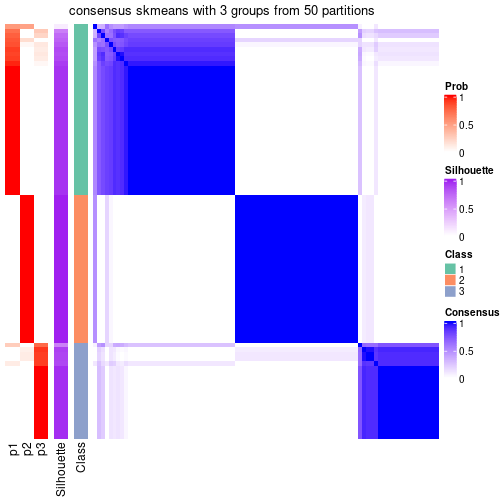 consensus skmeans with 3 groups from 50 partitions
Prob
1
0.5
0
Silhouette
1
0.5
0
Class
1
2
3
Consensus
1
0.5
0
p1
p2
p3
Silhouette
Class